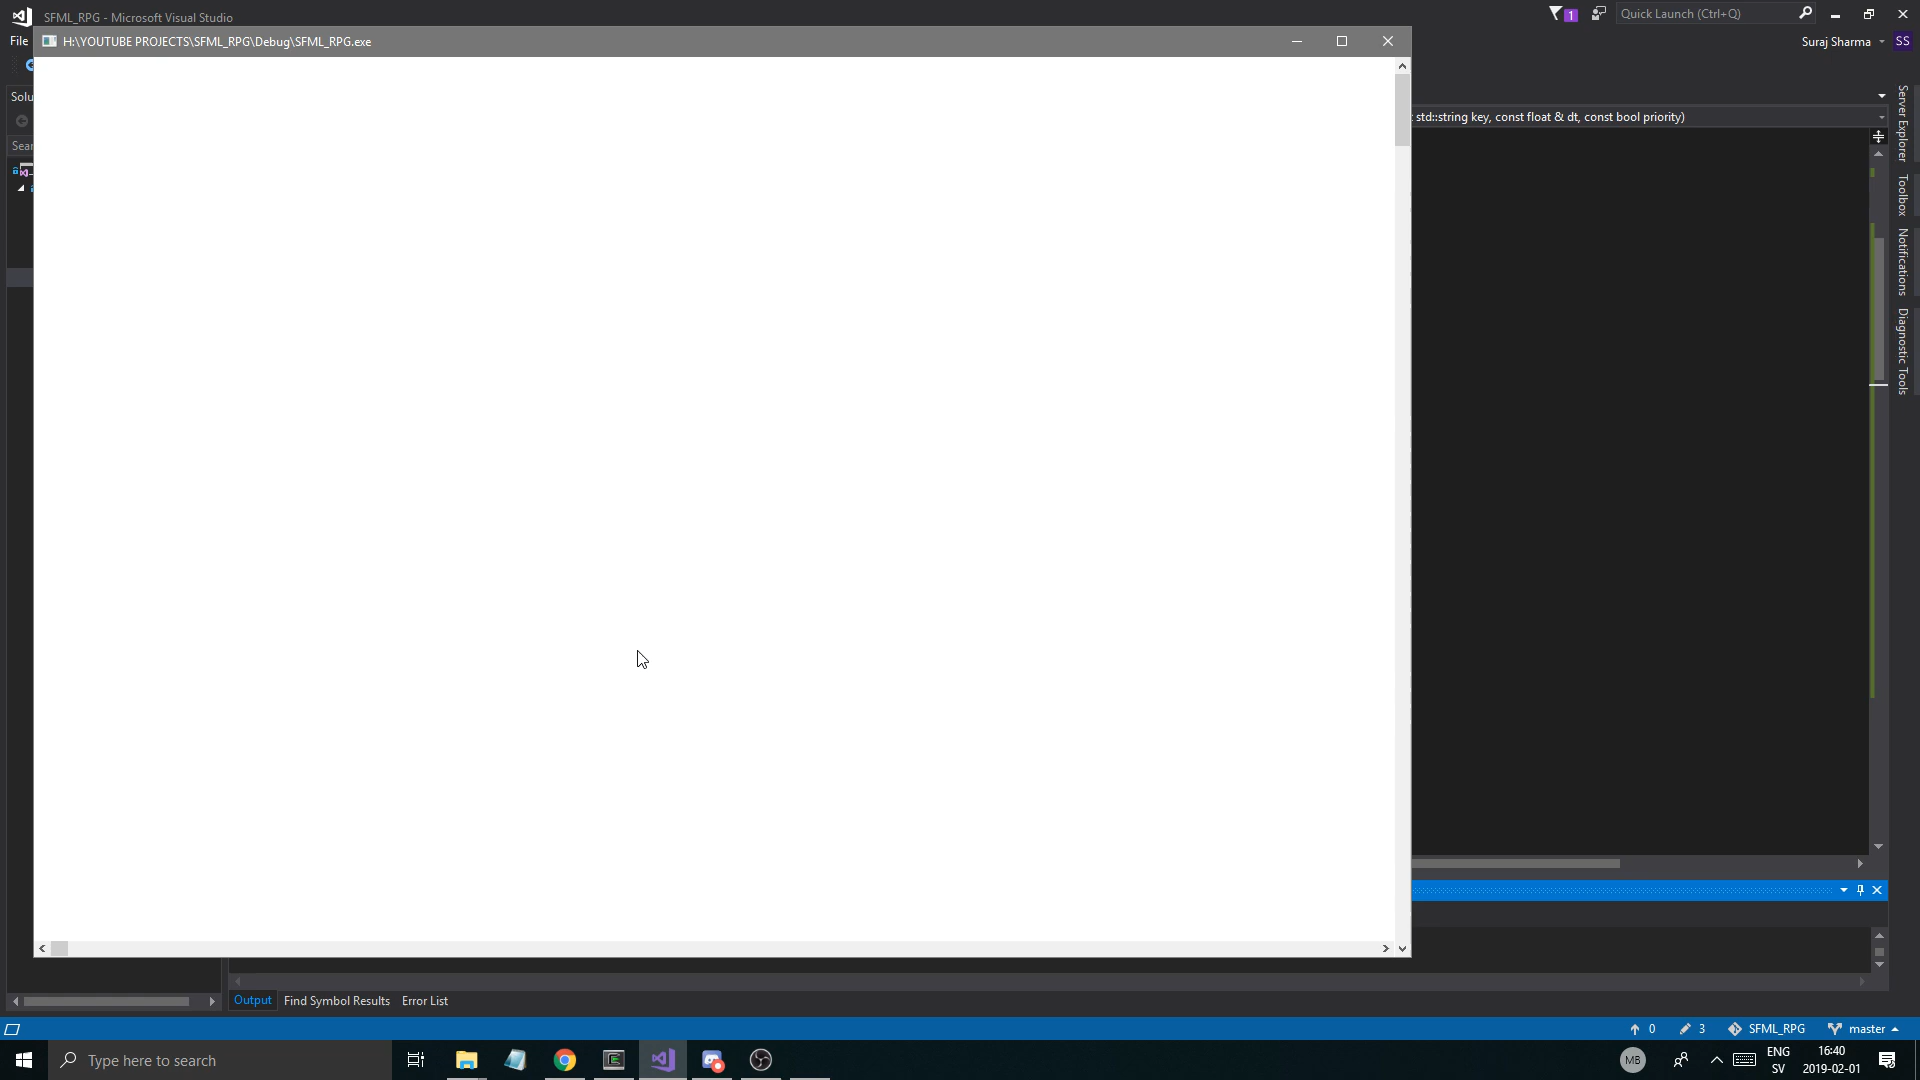 SFML_RPG - Microsoft Visual Studio
1
Quick Launch (Ctrl+Q)
File
H:\YOUTUBE PROJECTS\SFML_RPG\Debug\SFML_RPG.exe
Suraj Sharma
SS
Solu
std::string key, const float & dt, const bool priority)
Sear
Server Explorer
Toolbox
Notifications
Diagnostic Tools
Output
Find Symbol Results
Error List
0
3
SFML_RPG
master
Type here to search
MB
ENG
SV
16:40
2019-02-01